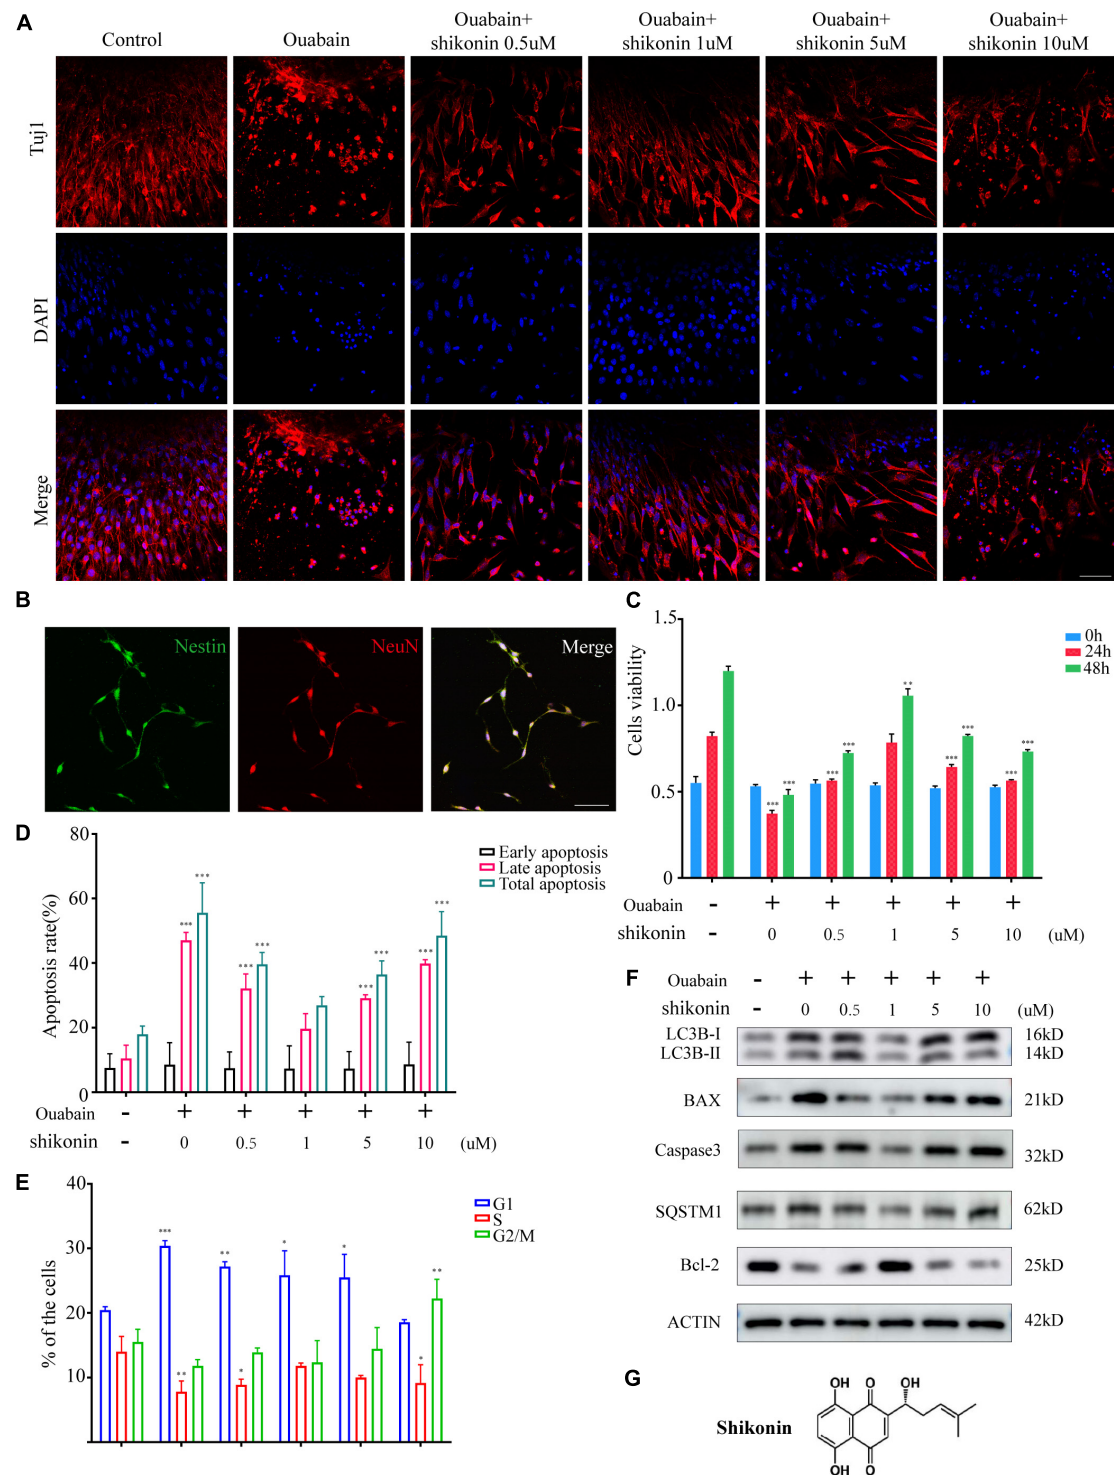 A
Control
Ouabain
Ouabain+
shikonin 0.5uM
Ouabain+
shikonin 1uM
Ouabain+
shikonin 5uM
Ouabain+
shikonin 10uM
Tuj1
DAPI
Merge
B
Nestin
NeuN
Merge
C
Cells viability
1.5
1.0
0.5
0
0h
24h
48h
*** *** *** *** ** *** *** *** ***
Ouabain - + + + + +
shikonin - 0 0.5 1 5 10 (uM)
D
Apoptosis rate(%)
80
60
40
20
0
Early apoptosis
Late apoptosis
Total apoptosis
*** *** *** *** *** *** *** ***
Ouabain - + + + + +
shikonin - 0 0.5 1 5 10 (uM)
E
% of the cells
40
30
20
10
G1
S
G2/M
*** ** ** * * * * **
F
Ouabain - + + + + +
shikonin - 0 0.5 1 5 10 (uM)
LC3B-I 16kD
LC3B-II 14kD
BAX 21kD
Caspase3 32kD
SQSTM1 62kD
Bcl-2 25kD
ACTIN 42kD
G
Shikonin
OH O OH
OH O